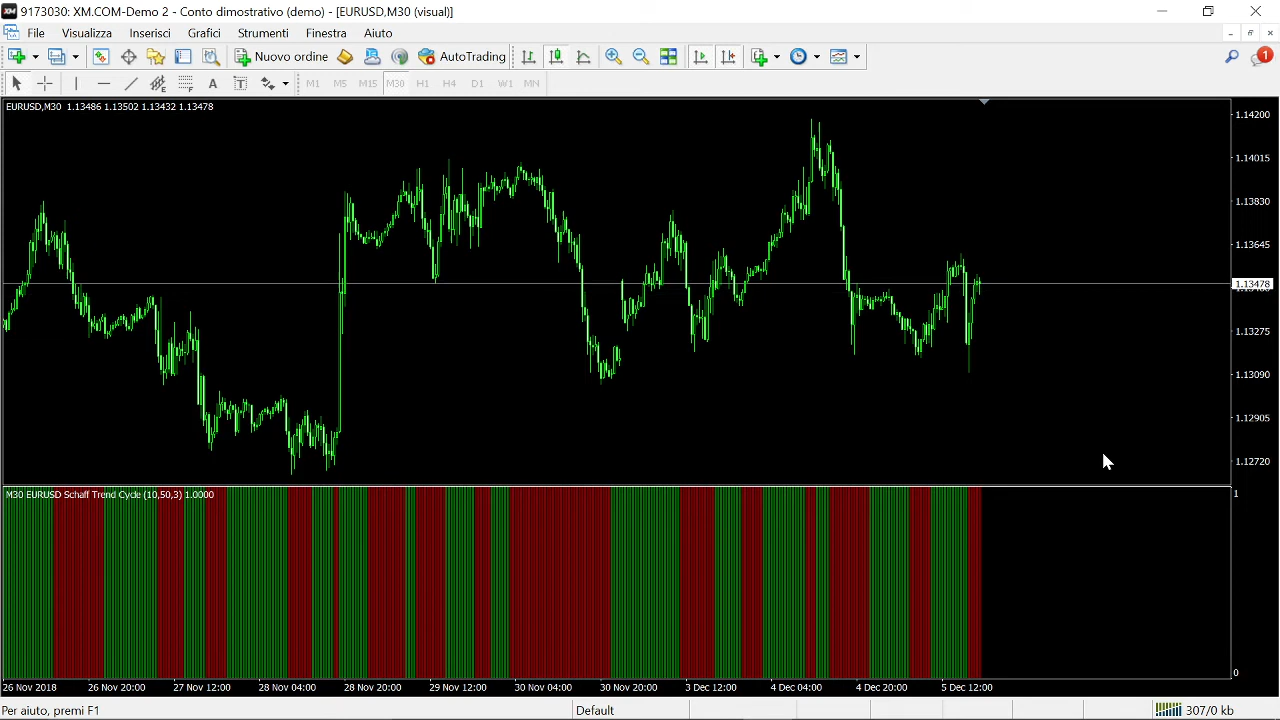 9173030: XM.COM-Demo 2 - Conto dimostrativo (demo) - [EURUSD,M30 (visual)]
File Visualizza Inserisci Grafici Strumenti Finestra Aiuto
Nuovo ordine AutoTrading 1
A T M1 M5 M15 M30 H1 H4 D1 W1 MN
EURUSD,M30 1.13486 1.13502 1.13432 1.13478
1.14200
1.14015
1.13830
1.13645
1.13478
1.13275
1.13090
1.12905
1.12720
M30 EURUSD Schaff Trend Cycle (10,50,3) 1.0000
1
0
26 Nov 2018 26 Nov 20:00 27 Nov 12:00 28 Nov 04:00 28 Nov 20:00 29 Nov 12:00 30 Nov 04:00 30 Nov 20:00 3 Dec 12:00 4 Dec 04:00 4 Dec 20:00 5 Dec 12:00
Per aiuto, premi F1 Default 307/0 kb